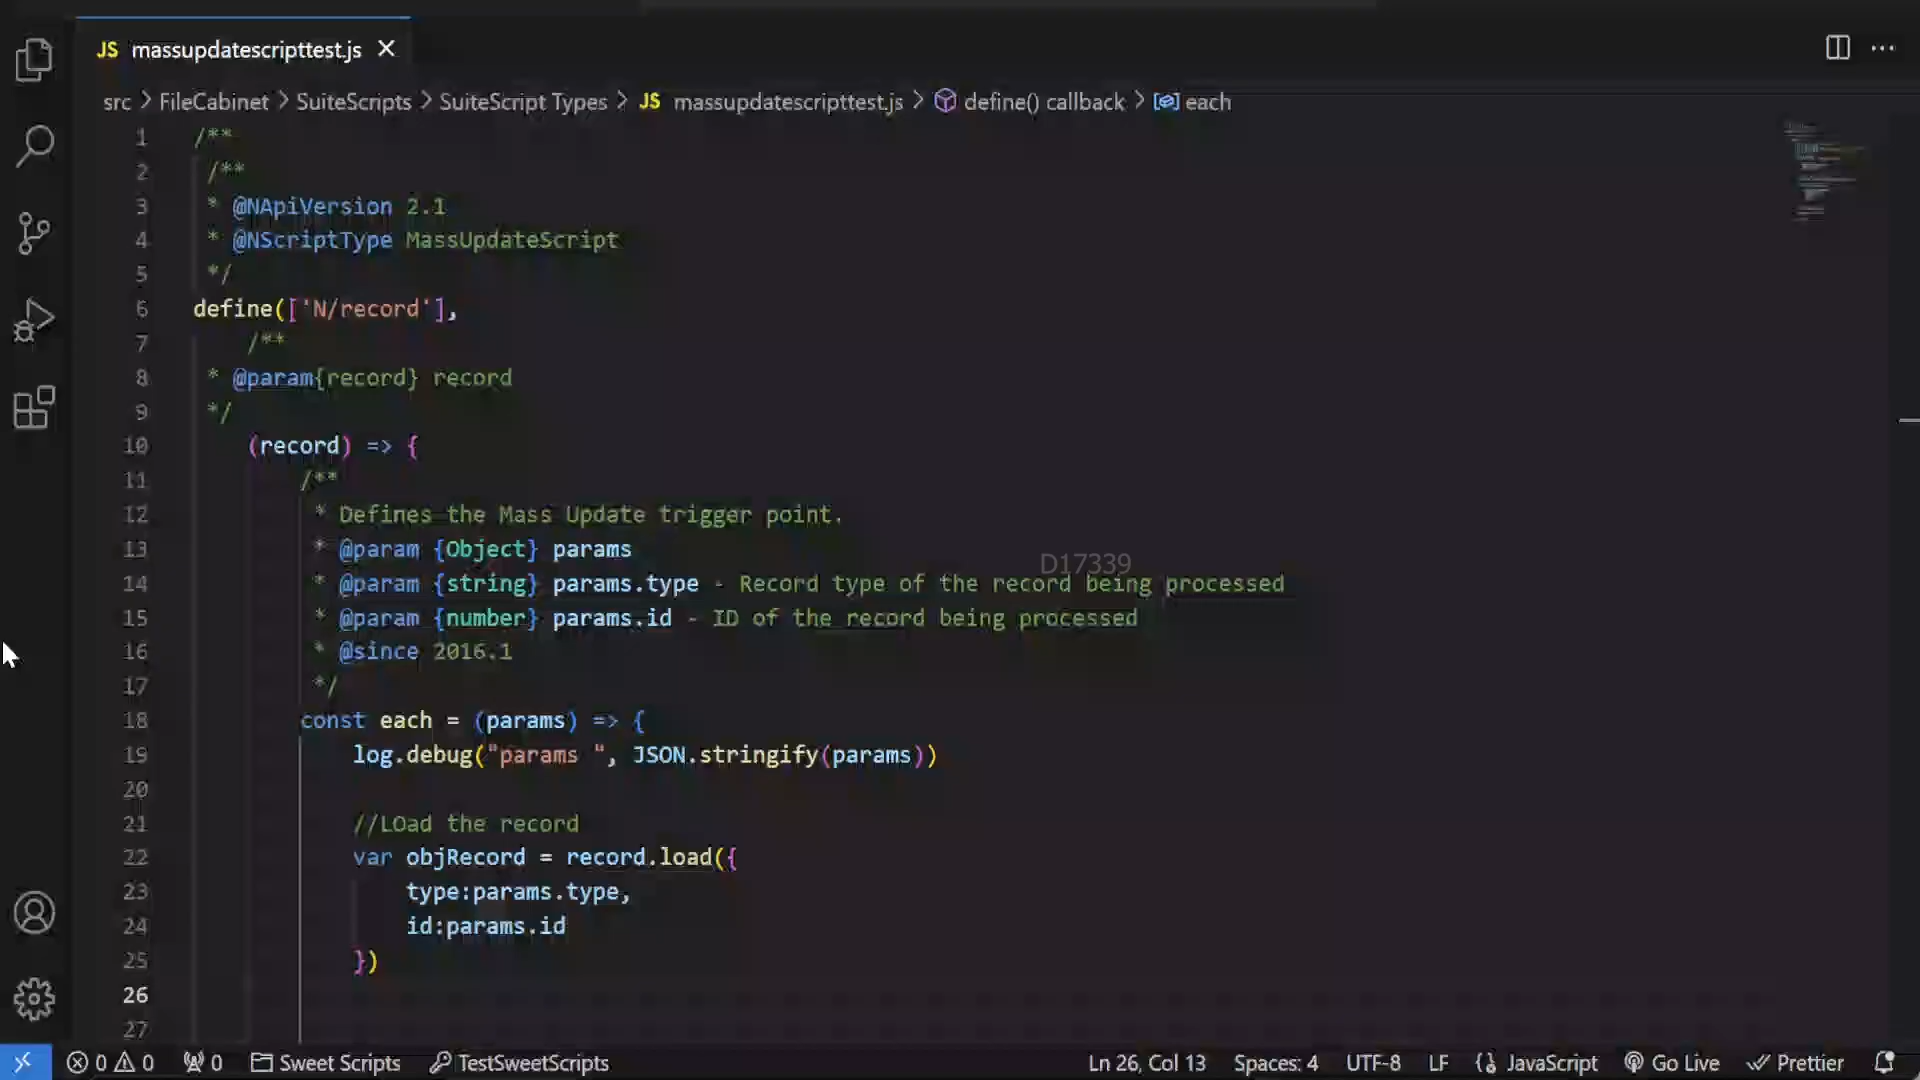 JS massupdatescripttest.js
src > FileCabinet > SuiteScripts > SuiteScript Types > JS massupdatescripttest.js > define() callback > each
1 /**
2 /**
3 * @NApiVersion 2.1
4 * @NScriptType MassUpdateScript
5 */
6 define(['N/record'],
7 /**
8 * @param{record} record
9 */
10 (record) => {
11 /**
12 * Defines the Mass Update trigger point.
13 * @param {Object} params
D17339
14 * @param {string} params.type - Record type of the record being processed
15 * @param {number} params.id - ID of the record being processed
16 * @since 2016.1
17 */
18 const each = (params) => {
19 log.debug("params ", JSON.stringify(params))
20
21 //LOad the record
22 var objRecord = record.load({
23 type:params.type,
24 id:params.id
25 })
26
27
0 0 0 Sweet Scripts TestSweetScripts Ln 26, Col 13 Spaces: 4 UTF-8 LF {} JavaScript Go Live Prettier